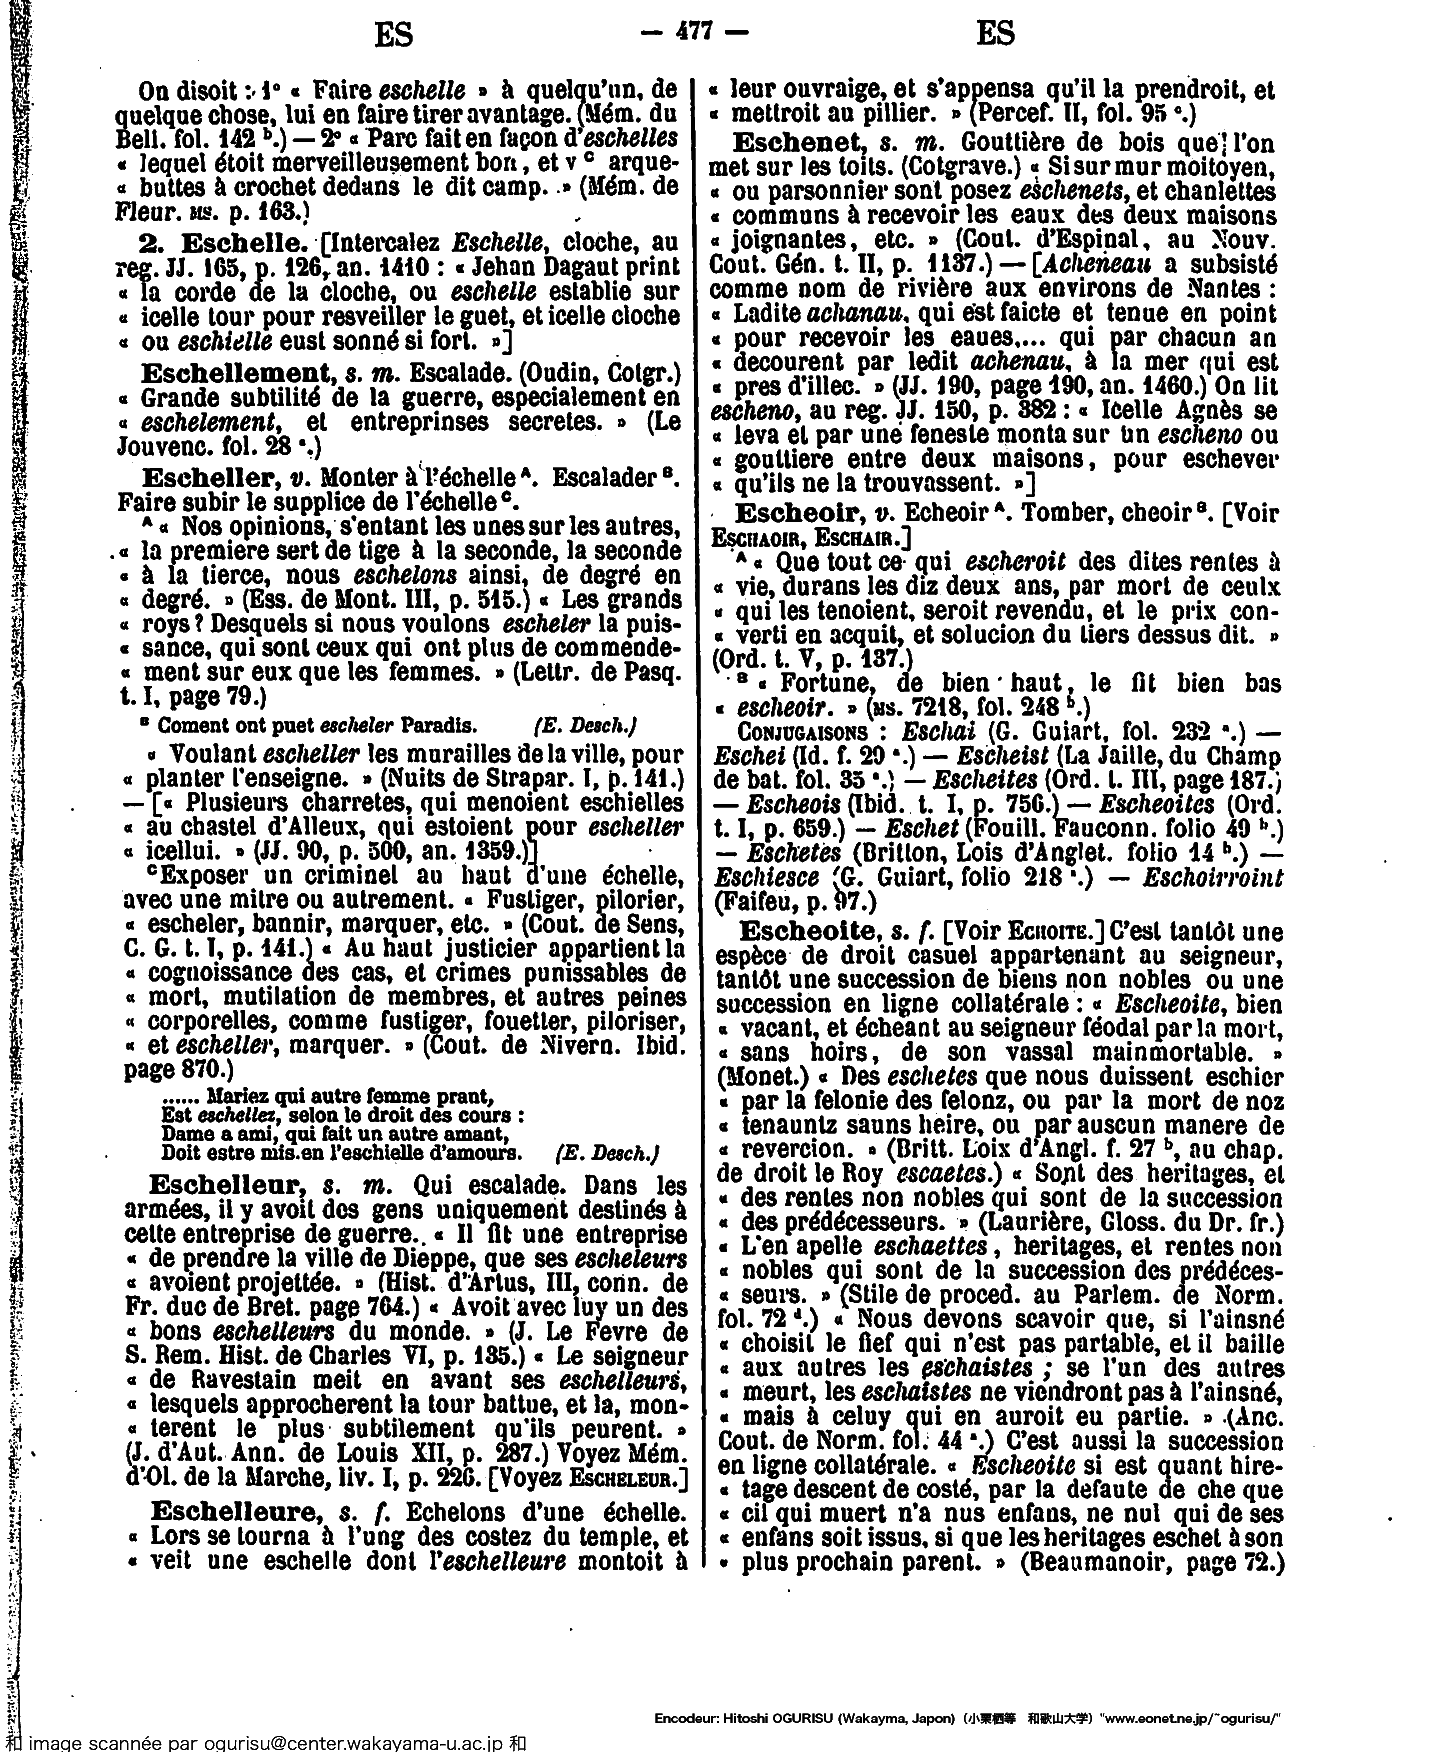 ES — 477 — ES
On disoit : 1° « Faire eschelle » à quelqu'un, de
quelque chose, lui en faire tirer avantage. (Mém. du
Bell. fol. 142 b.) — 2° « Parc fait en façon d'eschelles
« lequel étoit merveilleusement bon, et v c arque-
« buttes à crochet dedans le dit camp. » (Mém. de
Fleur. MS. p. 163.)
2. Eschelle. [Intercalez Eschelle, cloche, au
reg. JJ. 165, p. 126, an. 1410 : « Jehan Dagaut print
« la corde de la cloche, ou eschelle establie sur
« icelle tour pour resveiller le guet, et icelle cloche
« ou eschielle eust sonné si fort. »]
Eschellement, s. m. Escalade. (Oudin, Cotgr.)
« Grande subtilité de la guerre, especialement en
« eschelement, et entreprinses secretes. » (Le
Jouvenc. fol. 28 a.)
Escheller, v. Monter à l'échelle A. Escalader B.
Faire subir le supplice de l'échelle C.
A « Nos opinions, s'entant les unes sur les autres,
« la premiere sert de tige à la seconde, la seconde
« à la tierce, nous eschelons ainsi, de degré en
« degré. » (Ess. de Mont. III, p. 515.) « Les grands
« roys ? Desquels si nous voulons escheler la puis-
« sance, qui sont ceux qui ont plus de commende-
« ment sur eux que les femmes. » (Lettr. de Pasq.
t. I, page 79.)
B Coment ont puet escheler Paradis. (E. Desch.)
« Voulant escheller les murailles de la ville, pour
« planter l'enseigne. » (Nuits de Strapar. I, p. 141.)
— [« Plusieurs charretes, qui menoient eschielles
« au chastel d'Alleux, qui estoient pour escheller
« icellui. » (JJ. 90, p. 500, an. 1359.)]
C Exposer un criminel au haut d'une échelle,
avec une mitre ou autrement. « Fustiger, pilorier,
« escheler, bannir, marquer, etc. » (Cout. de Sens,
C. G. t. I, p. 141.) « Au haut justicier appartient la
« cognoissance des cas, et crimes punissables de
« mort, mutilation de membres, et autres peines
« corporelles, comme fustiger, fouetter, piloriser,
« et escheller, marquer. » (Cout. de Nivern. Ibid.
page 870.)
...... Mariez qui autre femme prant,
Est eschellez, selon le droit des cours :
Dame a ami, qui fait un autre amant,
Doit estre mis en l'eschielle d'amours. (E. Desch.)
Eschelleur, s. m. Qui escalade. Dans les
armées, il y avoit des gens uniquement destinés à
cette entreprise de guerre. « Il fit une entreprise
« de prendre la ville de Dieppe, que ses escheleurs
« avoient projettée. » (Hist. d'Artus, III, conn. de
Fr. duc de Bret. page 764.) « Avoit avec luy un des
« bons eschelleurs du monde. » (J. Le Fevre de
S. Rem. Hist. de Charles VI, p. 135.) « Le seigneur
« de Ravestain meit en avant ses eschelleurs,
« lesquels approcherent la tour battue, et la, mon-
« terent le plus subtilement qu'ils peurent. »
(J. d'Aut. Ann. de Louis XII, p. 287.) Voyez Mém.
d'Ol. de la Marche, liv. I, p. 226. [Voyez ESCHELEUR.]
Eschelleure, s. f. Echelons d'une échelle.
« Lors se tourna à l'ung des costez du temple, et
« veit une eschelle dont l'eschelleure montoit à
« leur ouvraige, et s'appensa qu'il la prendroit, et
« mettroit au pillier. » (Percef. II, fol. 95 c.)
Eschenet, s. m. Gouttière de bois que l'on
met sur les toits. (Cotgrave.) « Si sur mur moitoyen,
« ou parsonnier sont posez eschenets, et chanlettes
« communs à recevoir les eaux des deux maisons
« joignantes, etc. » (Cout. d'Espinal, au Nouv.
Cout. Gén. t. II, p. 1137.) — [Acheneau a subsisté
comme nom de rivière aux environs de Nantes :
« Ladite achanau, qui est faicte et tenue en point
« pour recevoir les eaues,... qui par chacun an
« decourent par ledit achenau, à la mer qui est
« pres d'illec. » (JJ. 190, page 190, an. 1460.) On lit
escheno, au reg. JJ. 150, p. 382 : « Icelle Agnès se
« leva et par une feneste monta sur un escheno ou
« gouttiere entre deux maisons, pour eschever
« qu'ils ne la trouvassent. »]
Escheoir, v. Echeoir A. Tomber, cheoir B. [Voir
ESCHAOIR, ESCHAIR.]
A « Que tout ce qui escheroit des dites rentes à
« vie, durans les diz deux ans, par mort de ceulx
« qui les tenoient, seroit revendu, et le prix con-
« verti en acquit, et solucion du tiers dessus dit. »
(Ord. t. V, p. 137.)
B « Fortune, de bien haut, le fit bien bas
« escheoir. » (MS. 7218, fol. 248 b.)
CONJUGAISONS : Eschai (G. Guiart, fol. 232 a.) —
Eschei (Id. f. 29 a.) — Escheist (La Jaille, du Champ
de bat. fol. 35 a.) — Escheites (Ord. t. III, page 187.)
— Escheois (Ibid. t. I, p. 756.) — Escheoites (Ord.
t. I, p. 659.) — Eschet (Fouill. Fauconn. folio 49 b.)
— Eschetes (Britton, Lois d'Anglet. folio 14 b.) —
Eschiesce (G. Guiart, folio 218 a.) — Eschoirroint
(Faifeu, p. 97.)
Escheoite, s. f. [Voir ECHOITE.] C'est tantôt une
espèce de droit casuel appartenant au seigneur,
tantôt une succession de biens non nobles ou une
succession en ligne collatérale : « Escheoite, bien
« vacant, et écheant au seigneur féodal par la mort,
« sans hoirs, de son vassal mainmortable. »
(Monet.) « Des eschetes que nous duissent eschier
« par la felonie des felonz, ou par la mort de noz
« tenauntz sauns heire, ou par auscun manere de
« revercion. » (Britt. Loix d'Angl. f. 27 b, au chap.
de droit le Roy escaetes.) « Sont des heritages, et
« des rentes non nobles qui sont de la succession
« des prédécesseurs. » (Laurière, Gloss. du Dr. fr.)
« L'en apelle eschaettes, heritages, et rentes non
« nobles qui sont de la succession des prédéces-
« seurs. » (Stile de proced. au Parlem. de Norm.
fol. 72 d.) « Nous devons scavoir que, si l'ainsné
« choisit le fief qui n'est pas partable, et il baille
« aux autres les eschaistes ; se l'un des autres
« meurt, les eschaistes ne viendront pas à l'ainsné,
« mais à celuy qui en auroit eu partie. » (Anc.
Cout. de Norm. fol. 44 a.) C'est aussi la succession
en ligne collatérale. « Escheoite si est quant hire-
« tage descent de costé, par la defaute de che que
« cil qui muert n'a nus enfans, ne nul qui de ses
« enfans soit issus, si que les heritages eschet à son
« plus prochain parent. » (Beaumanoir, page 72.)
Encodeur: Hitoshi OGURISU (Wakayma, Japon) (小栗栖等 和歌山大学) "www.eonet.ne.jp/~ogurisu/"
和 image scannée par ogurisu@center.wakayama-u.ac.jp 和